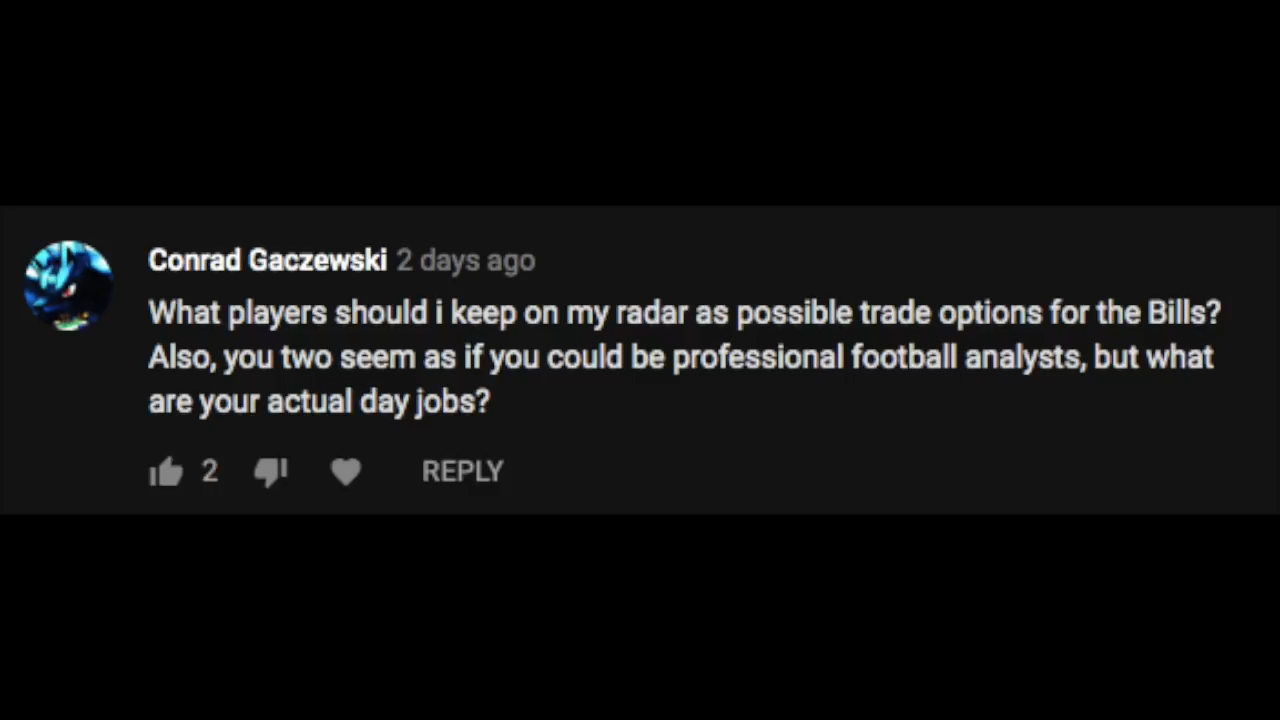 Conrad Gaczewski 2 days ago
What players should i keep on my radar as possible trade options for the Bills?
Also, you two seem as if you could be professional football analysts, but what
are your actual day jobs?
2 REPLY